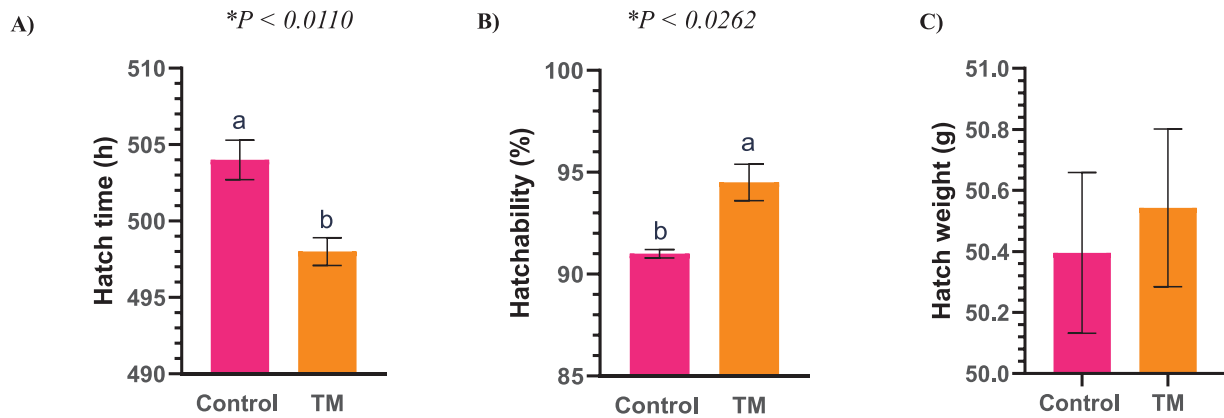 A)
*P < 0.0110
Hatch time (h)
510
505
500
495
490
a
b
Control
TM
B)
*P < 0.0262
Hatchability (%)
100
95
90
85
b
a
Control
TM
C)
Hatch weight (g)
51.0
50.8
50.6
50.4
50.2
50.0
Control
TM